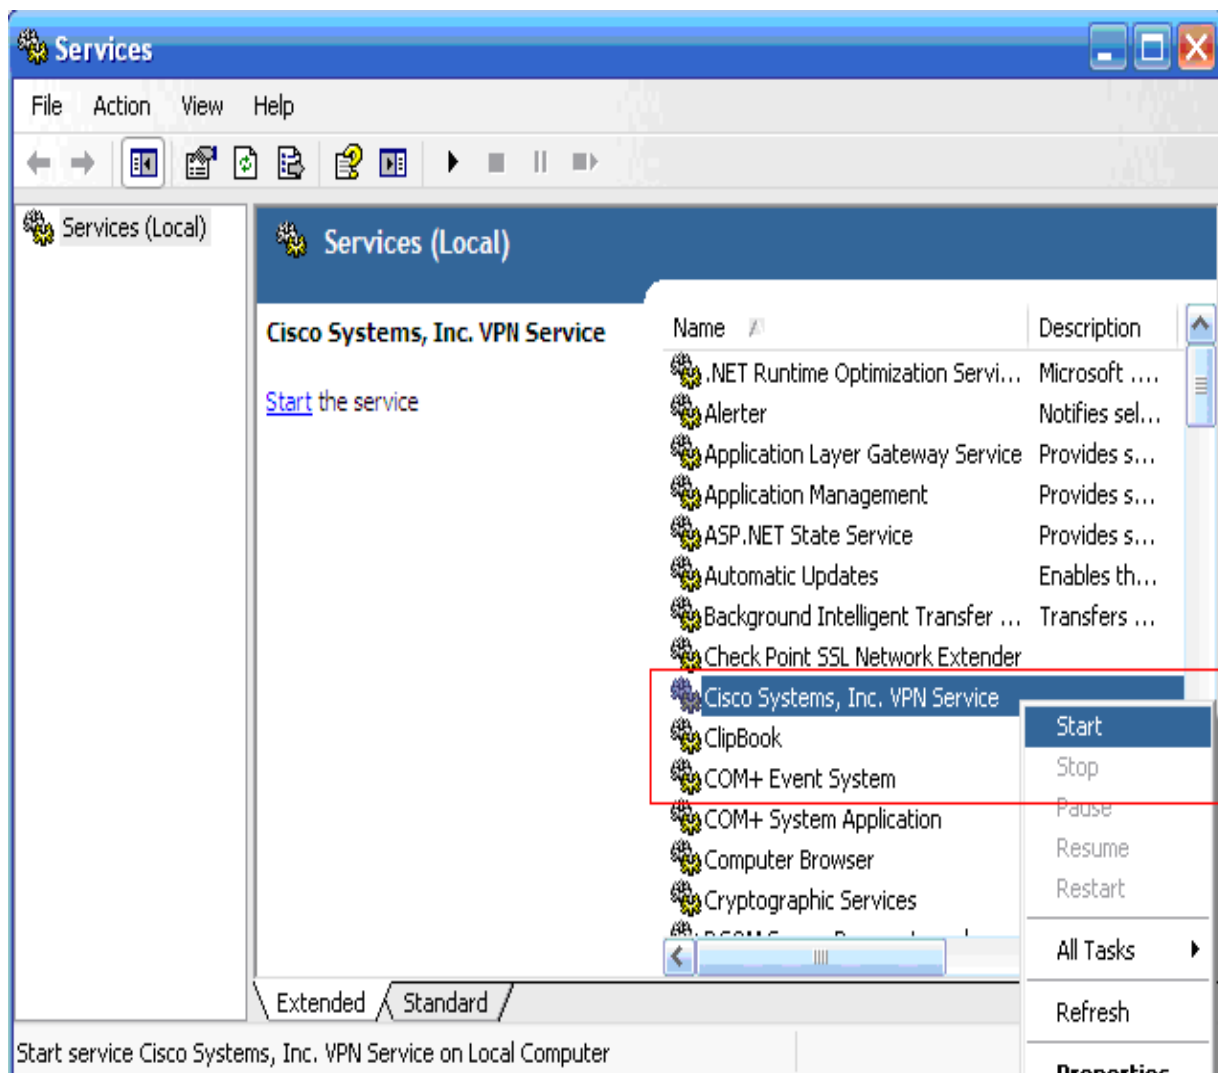 Services
File Action View Help
Services (Local)
Services (Local)
Cisco Systems, Inc. VPN Service
Start the service
Name Description
.NET Runtime Optimization Servi... Microsoft ....
Alerter Notifies sel...
Application Layer Gateway Service Provides s...
Application Management Provides s...
ASP.NET State Service Provides s...
Automatic Updates Enables th...
Background Intelligent Transfer ... Transfers ...
Check Point SSL Network Extender
Cisco Systems, Inc. VPN Service
ClipBook
COM+ Event System
COM+ System Application
Computer Browser
Cryptographic Services
Start
Stop
Pause
Resume
Restart
All Tasks
Refresh
Properties
Extended Standard
Start service Cisco Systems, Inc. VPN Service on Local Computer